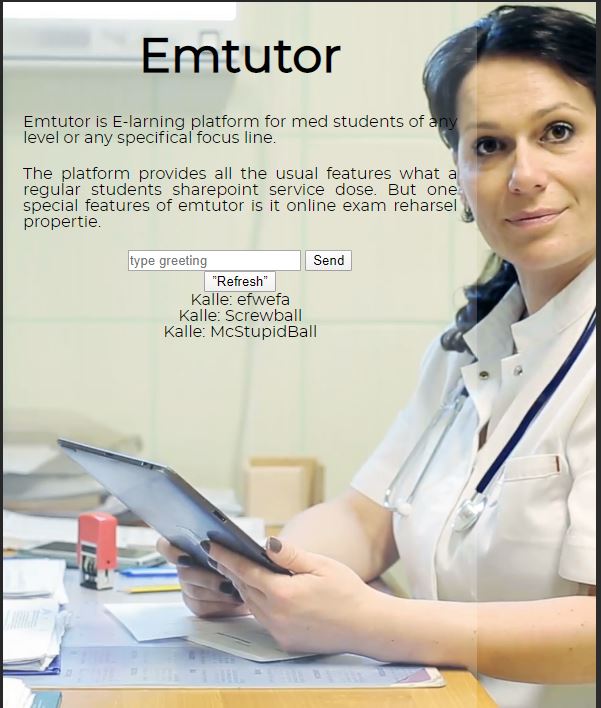 Emtutor
Emtutor is E-larning platform for med students of any
level or any specifical focus line.
The platform provides all the usual features what a
regular students sharepoint service dose. But one
special features of emtutor is it online exam reharsel
propertie.
type greeting Send
"Refresh"
Kalle: efwefa
Kalle: Screwball
Kalle: McStupidBall